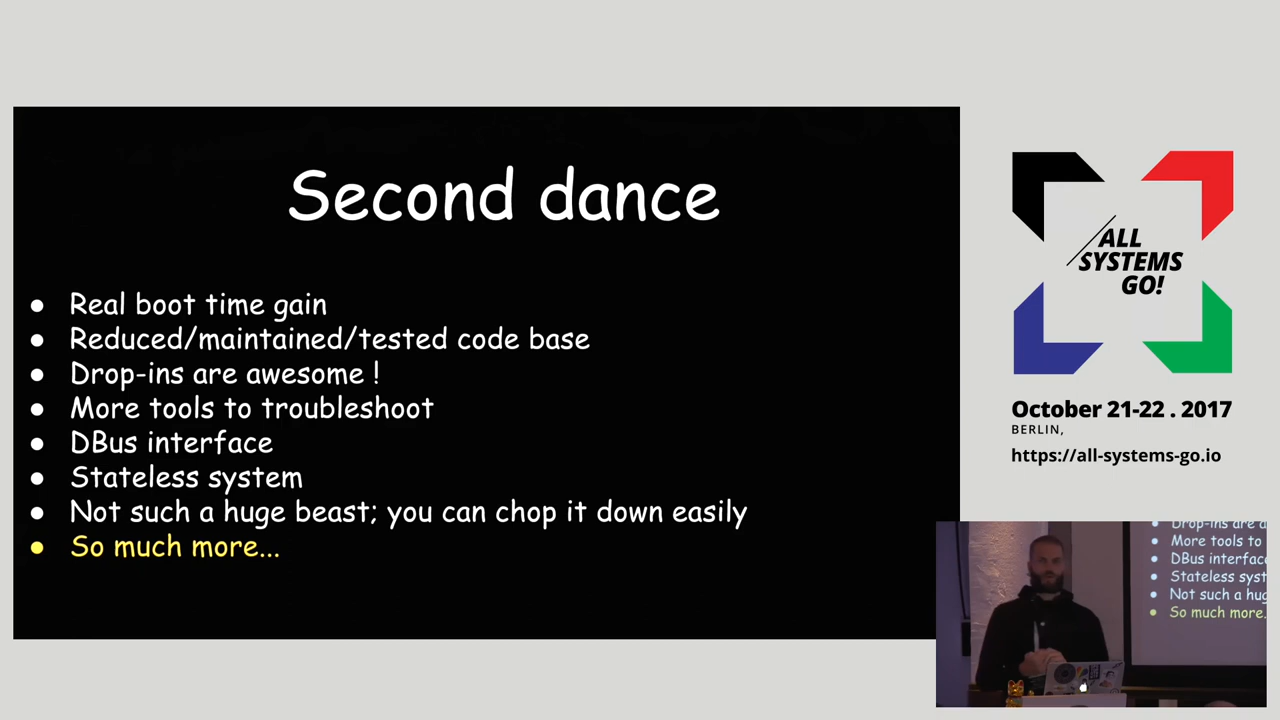 Second dance
● Real boot time gain
● Reduced/maintained/tested code base
● Drop-ins are awesome !
● More tools to troubleshoot
● DBus interface
● Stateless system
● Not such a huge beast; you can chop it down easily
● So much more...
ALL
SYSTEMS
GO!
October 21-22 . 2017
BERLIN,
https://all-systems-go.io
Drop-ins are a
● More tools to
● DBus interface
● Stateless syst
● Not such a hug
● So much more.